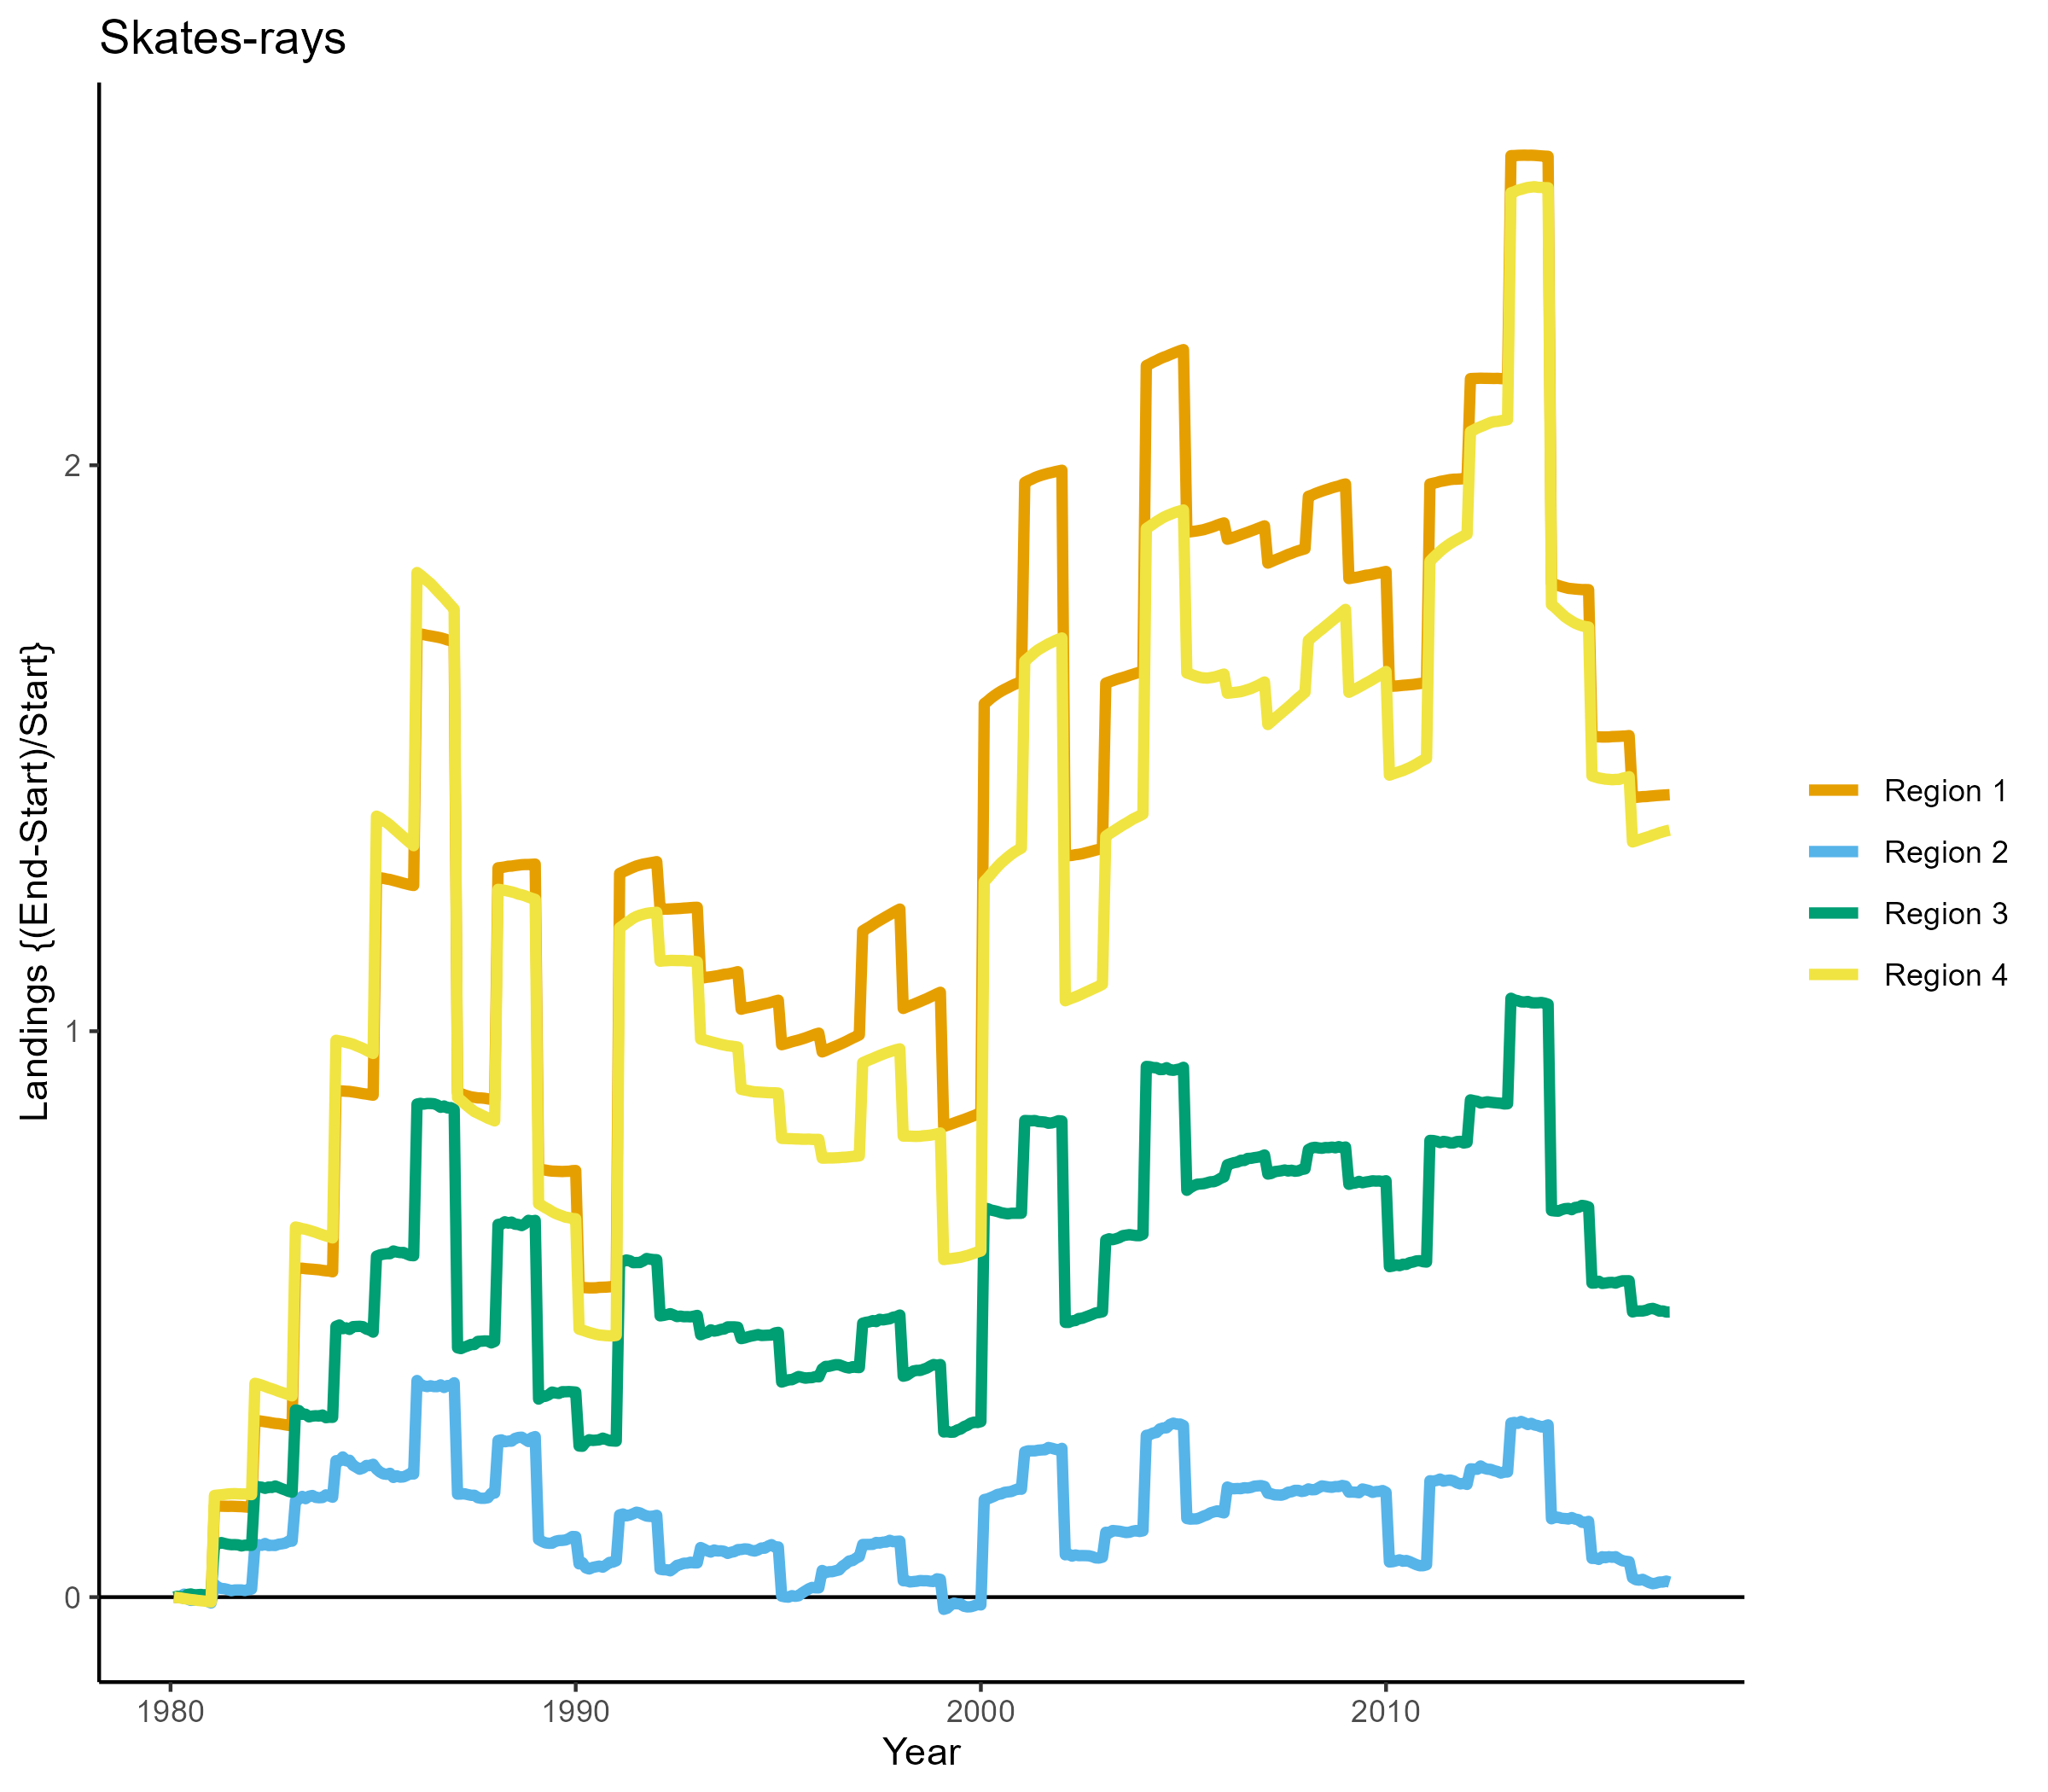 Skates-rays
Landings {(End-Start)/Start}
2
1
0
1980
1990
2000
2010
Year
Region 1
Region 2
Region 3
Region 4